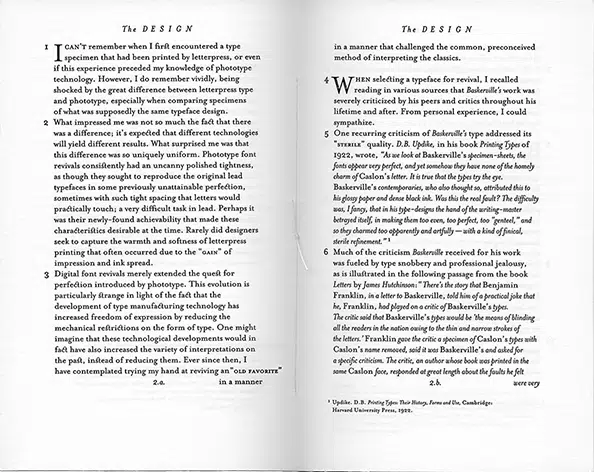 The DESIGN
1 I CAN'T remember when I first encountered a type
specimen that had been printed by letterpress, or even
if this experience preceded my knowledge of phototype
technology. However, I do remember vividly, being
shocked by the great difference between letterpress type
and phototype, especially when comparing specimens
of what was supposedly the same typeface design.
2 What impressed me was not so much the fact that there
was a difference; it's expected that different technologies
will yield different results. What surprised me was that
this difference was so uniquely uniform. Phototype font
revivals consistently had an uncanny polished tightness,
as though they sought to reproduce the original lead
typefaces in some previously unattainable perfection,
sometimes with such tight spacing that letters would
practically touch; a very difficult task in lead. Perhaps it
was their newly-found achievability that made these
characteristics desirable at the time. Rarely did designers
seek to capture the warmth and softness of letterpress
printing that often occurred due to the "GAIN" of
impression and ink spread.
3 Digital font revivals merely extended the quest for
perfection introduced by phototype. This evolution is
particularly strange in light of the fact that the
development of type manufacturing technology has
increased freedom of expression by reducing the
mechanical restrictions on the form of type. One might
imagine that these technological developments would in
fact have also increased the variety of interpretations on
the past, instead of reducing them. Ever since then, I
have contemplated trying my hand at reviving an "OLD FAVORITE"
2.a. in a manner
The DESIGN
in a manner that challenged the common, preconceived
method of interpreting the classics.
4 WHEN selecting a typeface for revival, I recalled
reading in various sources that Baskerville's work was
severely criticized by his peers and critics throughout his
lifetime and after. From personal experience, I could
sympathize.
5 One recurring criticism of Baskerville's type addressed its
"STERILE" quality. D.B. Updike, in his book Printing Types of
1922, wrote, "As we look at Baskerville's specimen-sheets, the
fonts appear very perfect, and yet somehow they have none of the homely
charm of Caslon's letter. It is true that the types try the eye.
Baskerville's contemporaries, who also thought so, attributed this to
his glossy paper and dense black ink. Was this the real fault? The difficulty
was, I fancy, that in his type-designs the hand of the writing-master
betrayed itself, in making them too even, too perfect, too "genteel," and
so they charmed too apparently and artfully — with a kind of finical,
sterile refinement." 1
6 Much of the criticism Baskerville received for his work
was fueled by type snobbery and professional jealousy,
as is illustrated in the following passage from the book
Letters by James Hutchinson: "There's the story that Benjamin
Franklin, in a letter to Baskerville, told him of a practical joke that
he, Franklin, had played on a critic of Baskerville's types.
The critic said that Baskerville's types would be 'the means of blinding
all the readers in the nation owing to the thin and narrow strokes of
the letters.' Franklin gave the critic a specimen of Caslon's types with
Caslon's name removed, said it was Baskerville's and asked for
a specific criticism. The critic, an author whose book was printed in the
same Caslon face, responded at great length about the faults he felt
2.b. were very
1 Updike. D.B. Printing Types: Their History, Forms and Use, Cambridge:
Harvard University Press, 1922.